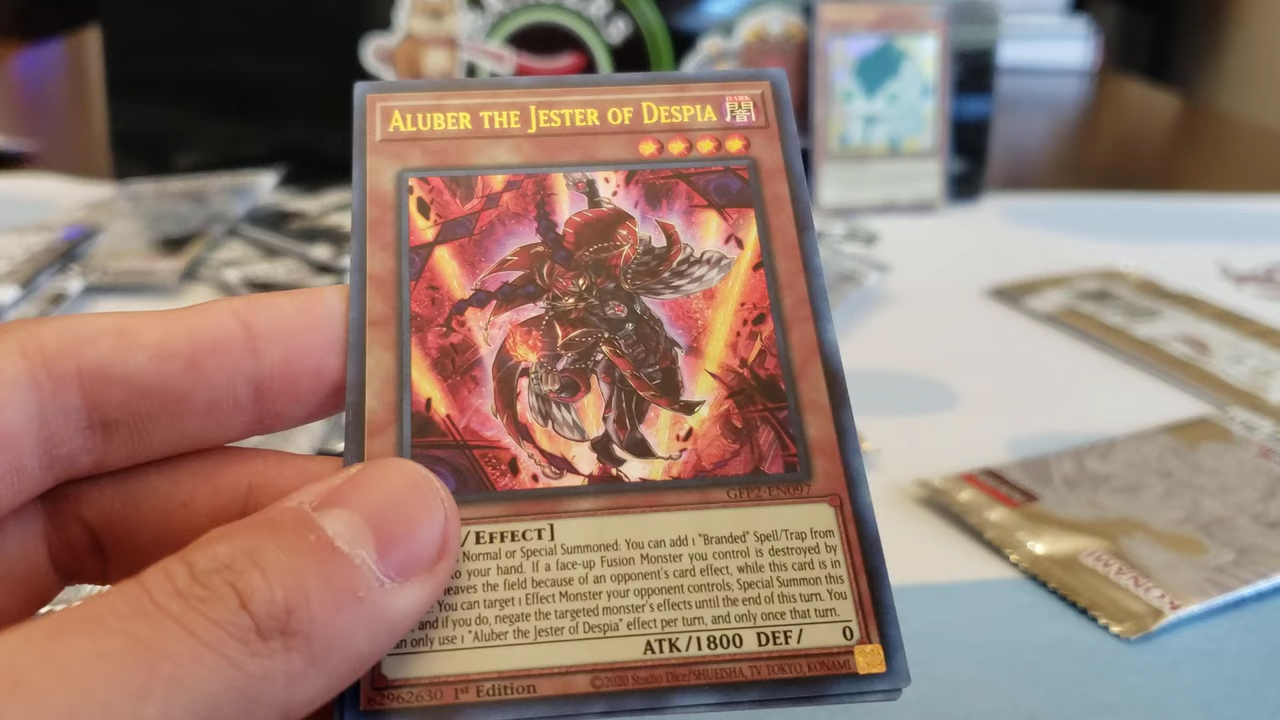 ALUBER THE JESTER OF DESPIA
DARK
闇
GFP2-EN097
/EFFECT]
Normal or Special Summoned: You can add 1 "Branded" Spell/Trap from
your hand. If a face-up Fusion Monster you control is destroyed by
leaves the field because of an opponent's card effect, while this card is in
You can target 1 Effect Monster your opponent controls; Special Summon this
and if you do, negate the targeted monster's effects until the end of this turn. You
an only use 1 "Aluber the Jester of Despia" effect per turn, and only once that turn.
ATK/1800 DEF/ 0
62962630 1st Edition
©2020 Studio Dice/SHUEISHA, TV TOKYO, KONAMI
KONAMI